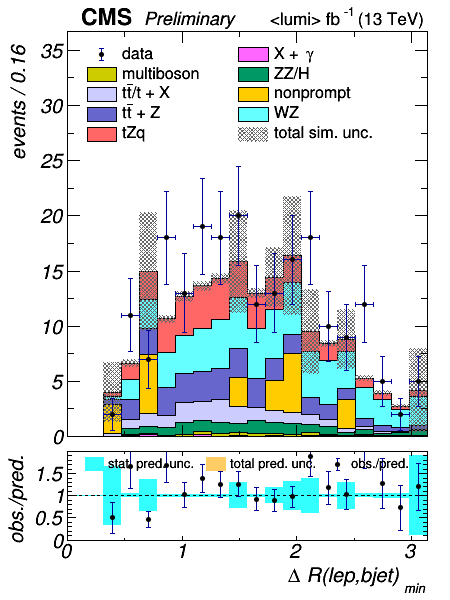 CMS Preliminary <lumi> fb⁻¹ (13 TeV)
events / 0.16
35
30
25
20
15
10
5
0
data
multiboson
tt̄/t + X
tt̄ + Z
tZq
X + γ
ZZ/H
nonprompt
WZ
total sim. unc.
obs./pred.
2
1.5
1
0.5
0
stat. pred. unc.
total pred. unc.
obs./pred.
0 1 2 3
Δ R(lep,bjet) min